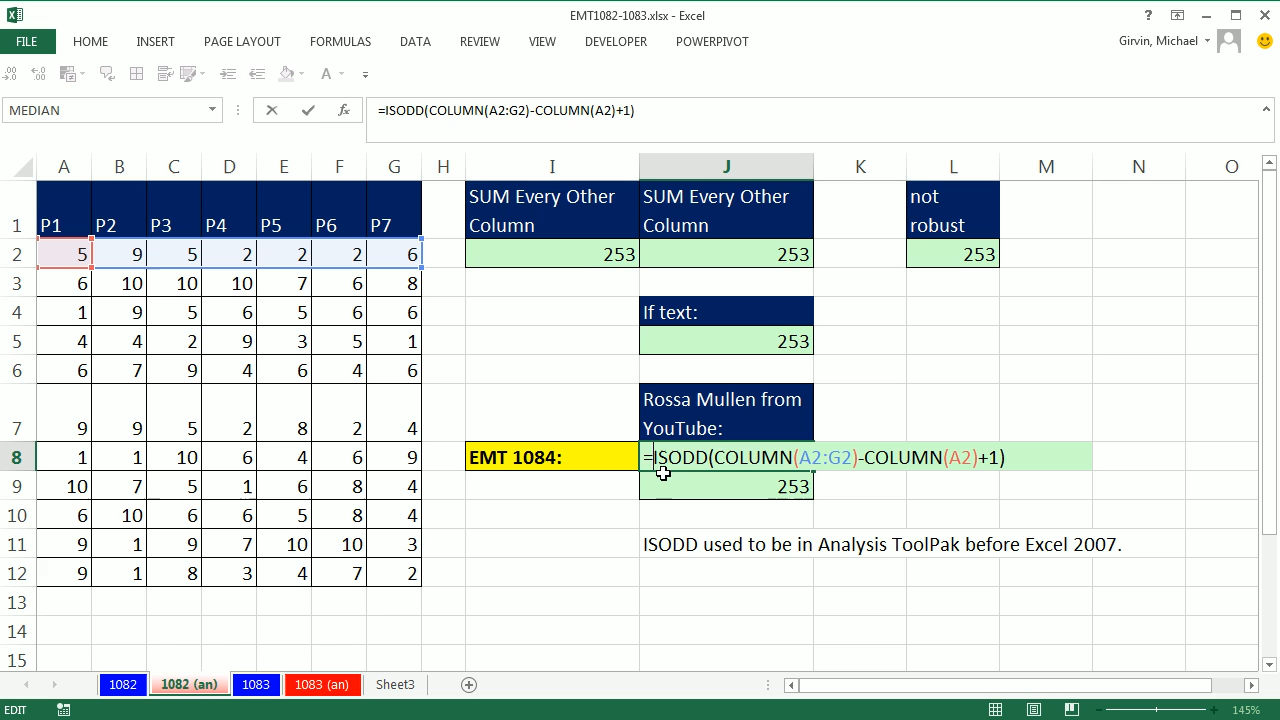 EMT1082-1083.xlsx - Excel
FILE HOME INSERT PAGE LAYOUT FORMULAS DATA REVIEW VIEW DEVELOPER POWERPIVOT Girvin, Michael
MEDIAN fx =ISODD(COLUMN(A2:G2)-COLUMN(A2)+1)
A B C D E F G H I J K L M N O
1 P1 P2 P3 P4 P5 P6 P7 SUM Every Other Column SUM Every Other Column not robust
2 5 9 5 2 2 2 6 253 253 253
3 6 10 10 10 7 6 8
4 1 9 5 6 5 6 6 If text:
5 4 4 2 9 3 5 1 253
6 6 7 9 4 6 4 6
7 9 9 5 2 8 2 4 Rossa Mullen from YouTube:
8 1 1 10 6 4 6 9 EMT 1084: =ISODD(COLUMN(A2:G2)-COLUMN(A2)+1)
9 10 7 5 1 6 8 4 253
10 6 10 6 6 5 8 4
11 9 1 9 7 10 10 3 ISODD used to be in Analysis ToolPak before Excel 2007.
12 9 1 8 3 4 7 2
13
14
15
1082 1082 (an) 1083 1083 (an) Sheet3
EDIT 145%